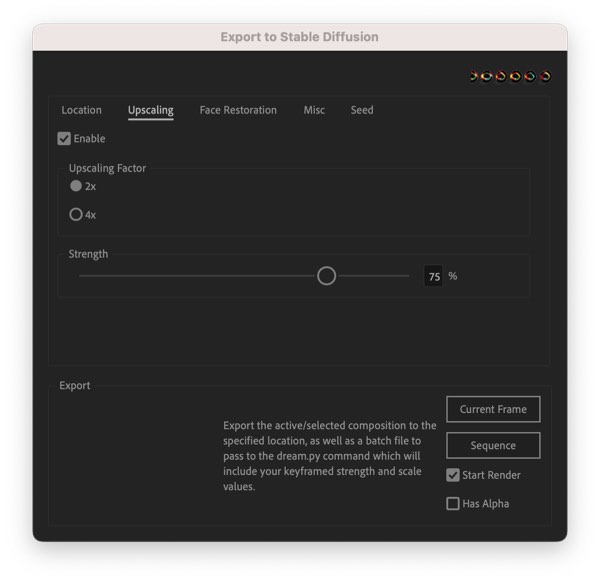 Export to Stable Diffusion
Location Upscaling Face Restoration Misc Seed
Enable
Upscaling Factor
2x
4x
Strength
75 %
Export
Export the active/selected composition to the
specified location, as well as a batch file to
pass to the dream.py command which will
include your keyframed strength and scale
values.
Current Frame
Sequence
Start Render
Has Alpha